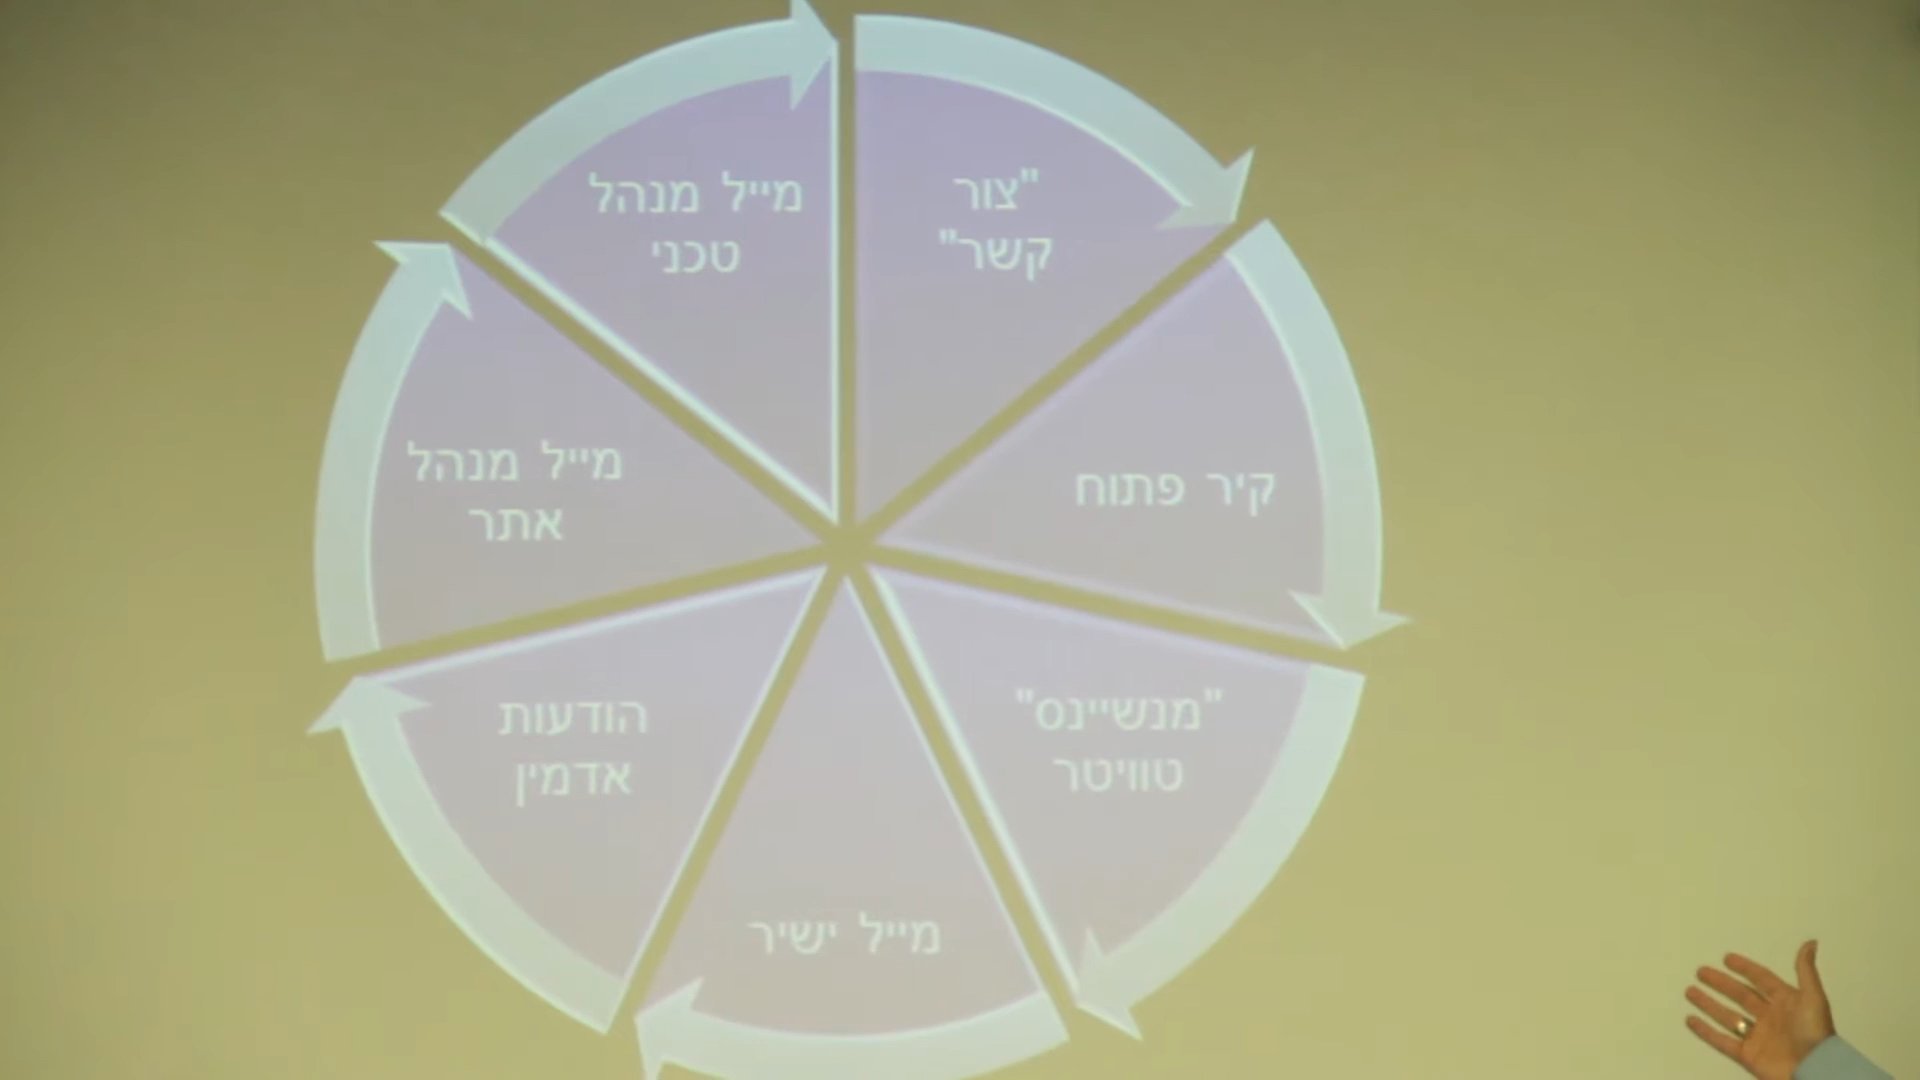 "צור
קשר"
קיר פתוח
"מנשיינס"
טוויטר
מייל ישיר
הודעות
אדמין
מייל מנהל
אתר
מייל מנהל
טכני